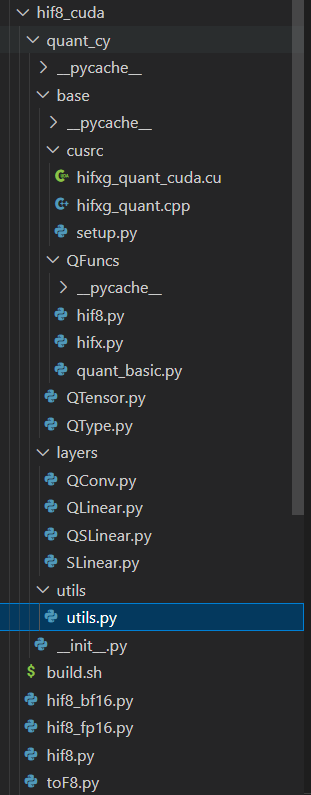 hif8_cuda
quant_cy
__pycache__
base
__pycache__
cusrc
hifxg_quant_cuda.cu
hifxg_quant.cpp
setup.py
QFuncs
__pycache__
hif8.py
hifx.py
quant_basic.py
QTensor.py
QType.py
layers
QConv.py
QLinear.py
QSLinear.py
SLinear.py
utils
utils.py
__init__.py
$ build.sh
hif8_bf16.py
hif8_fp16.py
hif8.py
toF8.py